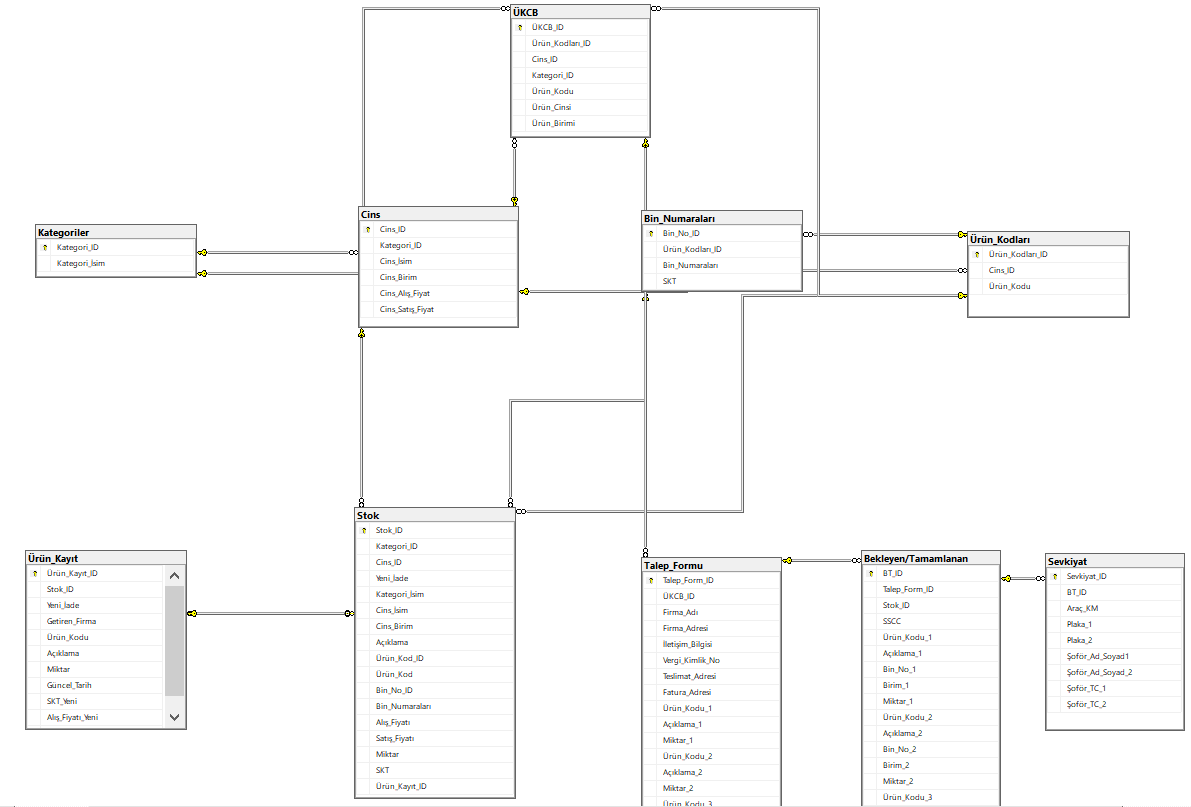 ÜKCB
ÜKCB_ID
Ürün_Kodları_ID
Cins_ID
Kategori_ID
Ürün_Kodu
Ürün_Cinsi
Ürün_Birimi
Kategoriler
Kategori_ID
Kategori_İsim
Cins
Cins_ID
Kategori_ID
Cins_İsim
Cins_Birim
Cins_Alış_Fiyat
Cins_Satış_Fiyat
Bin_Numaraları
Bin_No_ID
Ürün_Kodları_ID
Bin_Numaraları
SKT
Ürün_Kodları
Ürün_Kodları_ID
Cins_ID
Ürün_Kodu
Ürün_Kayıt
Ürün_Kayıt_ID
Stok_ID
Yeni_İade
Getiren_Firma
Ürün_Kodu
Açıklama
Miktar
Güncel_Tarih
SKT_Yeni
Alış_Fiyatı_Yeni
Stok
Stok_ID
Kategori_ID
Cins_ID
Yeni_İade
Kategori_İsim
Cins_İsim
Cins_Birim
Açıklama
Ürün_Kod_ID
Ürün_Kod
Bin_No_ID
Bin_Numaraları
Alış_Fiyatı
Satış_Fiyatı
Miktar
SKT
Ürün_Kayıt_ID
Talep_Formu
Talep_Form_ID
ÜKCB_ID
Firma_Adı
Firma_Adresi
İletişim_Bilgisi
Vergi_Kimlik_No
Teslimat_Adresi
Fatura_Adresi
Ürün_Kodu_1
Açıklama_1
Miktar_1
Ürün_Kodu_2
Açıklama_2
Miktar_2
Ürün_Kodu_3
Bekleyen/Tamamlanan
BT_ID
Talep_Form_ID
Stok_ID
SSCC
Ürün_Kodu_1
Açıklama_1
Bin_No_1
Birim_1
Miktar_1
Ürün_Kodu_2
Açıklama_2
Bin_No_2
Birim_2
Miktar_2
Ürün_Kodu_3
Sevkiyat
Sevkiyat_ID
BT_ID
Araç_KM
Plaka_1
Plaka_2
Şoför_Ad_Soyad1
Şoför_Ad_Soyad_2
Şoför_TC_1
Şoför_TC_2